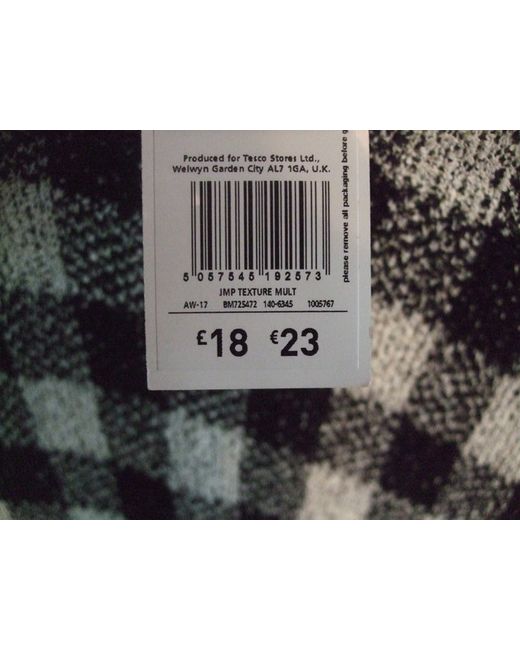 Produced for Tesco Stores Ltd.,
Welwyn Garden City AL7 1GA, U.K.
5 057545 192573
JMP TEXTURE MULT
AW-17 BM725472 140-6345 1005767
£18 €23
please remove all packaging before